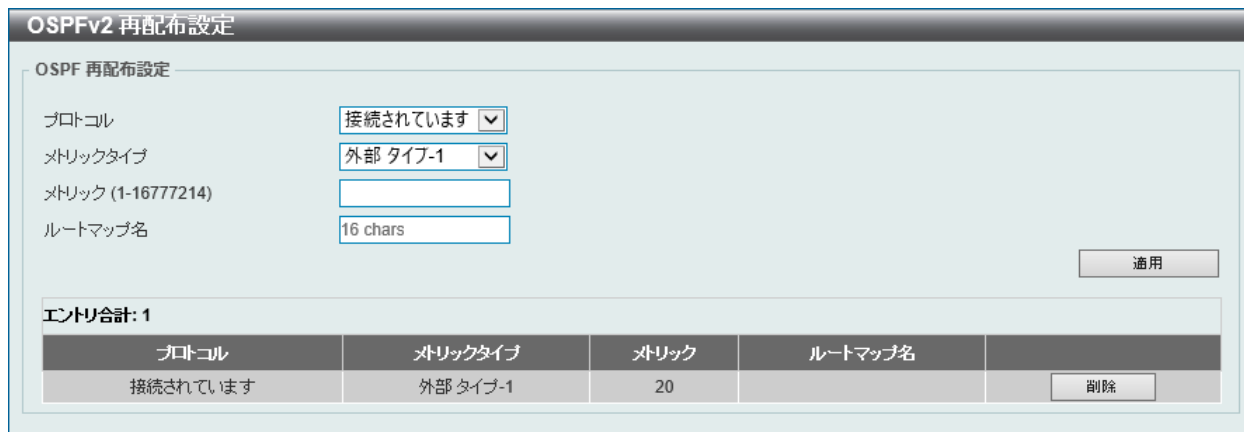 OSPFv2 再配布設定
OSPF 再配布設定
プロトコル 接続されています
メトリックタイプ 外部 タイプ-1
メトリック (1-16777214)
ルートマップ名 16 chars
適用
エントリ合計: 1
プロトコル メトリックタイプ メトリック ルートマップ名
接続されています 外部 タイプ-1 20 削除